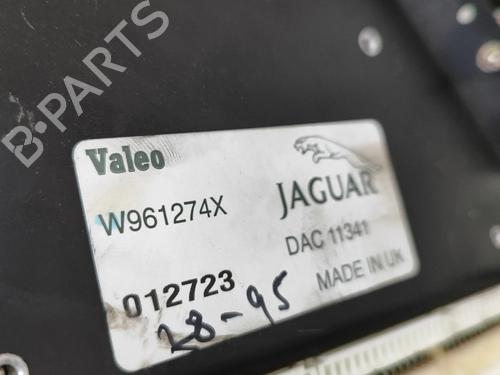 B-PARTS
Valeo
W961274X
JAGUAR
DAC 11341
012723
MADE IN UK
28-95